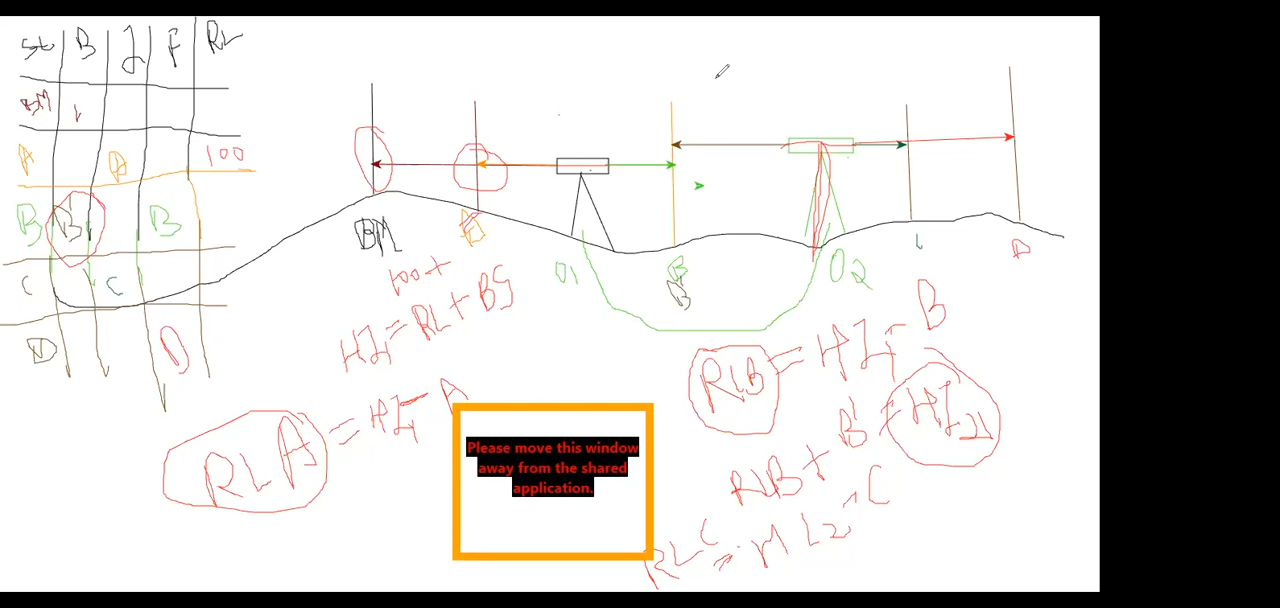 St B I F RL
BM
A A 100
B B' B
C C
D D
BM
O1
B
B
O2
D
100+
HI = RL + BS
RLA = HI - A
RLB = HI - B
RLB + B' = HI2
RLC = HI2 - C
Please move this window
away from the shared
application.